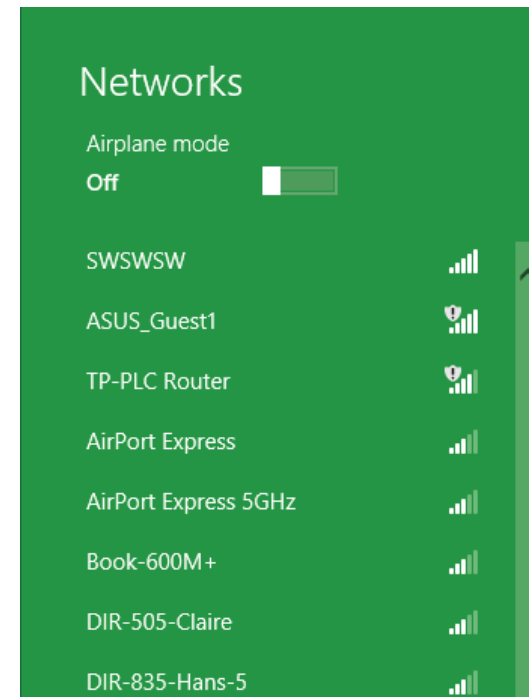 Networks
Airplane mode
Off
SWSWSW
ASUS_Guest1
TP-PLC Router
AirPort Express
AirPort Express 5GHz
Book-600M+
DIR-505-Claire
DIR-835-Hans-5